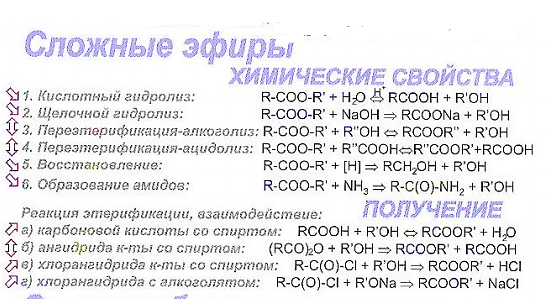 Сложные эфиры
ХИМИЧЕСКИЕ СВОЙСТВА
1. Кислотный гидролиз: R-COO-R' + H₂O ⇔ RCOOH + R'OH
H⁺
2. Щелочной гидролиз: R-COO-R' + NaOH ⇒ RCOONa + R'OH
3. Переэтерификация-алкоголиз: R-COO-R' + R"OH ⇔ RCOOR" + R'OH
4. Перетерификация-ацидолиз: R-COO-R' + R"COOH⇔R"COOR'+RCOOH
5. Восстановление: R-COO-R' + [H] ⇒ RCH₂OH + R'OH
6. Образование амидов: R-COO-R' + NH₃ ⇒ R-C(O)-NH₂ + R'OH
ПОЛУЧЕНИЕ
Реакция этерификации, взаимодействие:
а) карбоновой кислоты со спиртом: RCOOH + R'OH ⇔ RCOOR' + H₂O
б) ангидрида к-ты со спиртом: (RCO)₂O + R'OH ⇒ RCOOR' + RCOOH
в) хлорангидрида к-ты со спиртом: R-C(O)-Cl + R'OH ⇒ RCOOR' + HCl
г) хлорангидрида с алкоголятом: R-C(O)-Cl + R'ONa ⇒ RCOOR' + NaCl